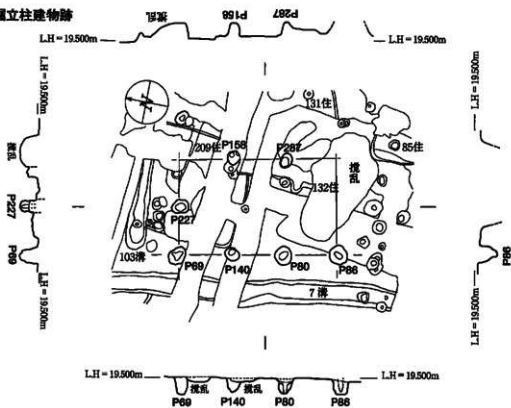 掘立柱建物跡
撹乱
P158
P287
L.H = 19.500m
L.H = 19.500m
L.H = 19.500m
L.H = 19.500m
N
131住
209住
P158
P287
85住
撹乱
撹乱
132住
P227
P227
P69
103溝
P69
P140
P80
P86
P86
7溝
L.H = 19.500m
L.H = 19.500m
L.H = 19.500m
L.H = 19.500m
撹乱
撹乱
P69
P140
P80
P86